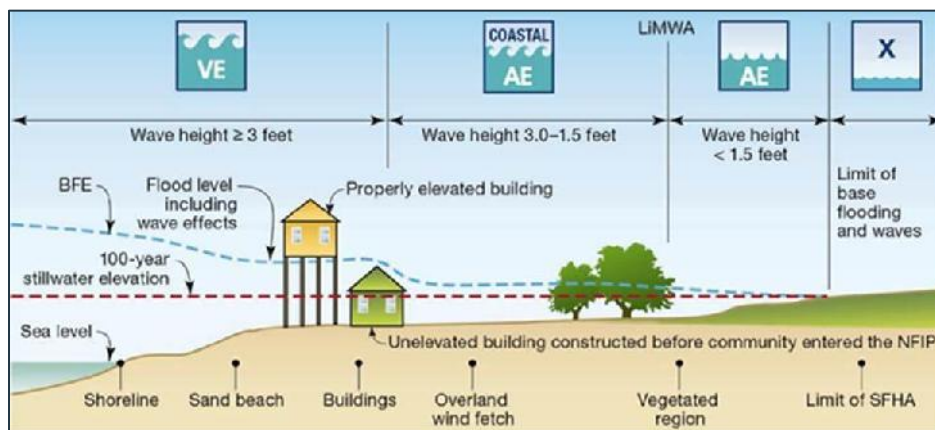 VE
COASTAL
AE
LiMWA
AE
X
Wave height ≥ 3 feet
Wave height 3.0–1.5 feet
Wave height
< 1.5 feet
Limit of
base
flooding
and waves
BFE
Flood level
including
wave effects
Properly elevated building
100-year
stillwater elevation
Sea level
Unelevated building constructed before community entered the NFIP
Shoreline
Sand beach
Buildings
Overland
wind fetch
Vegetated
region
Limit of SFHA